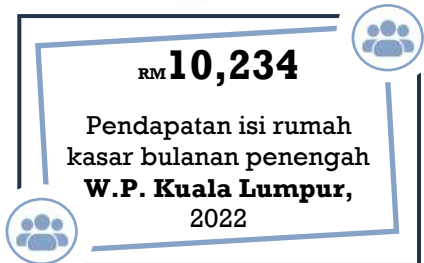 RM10,234
Pendapatan isi rumah
kasar bulanan penengah
W.P. Kuala Lumpur,
2022